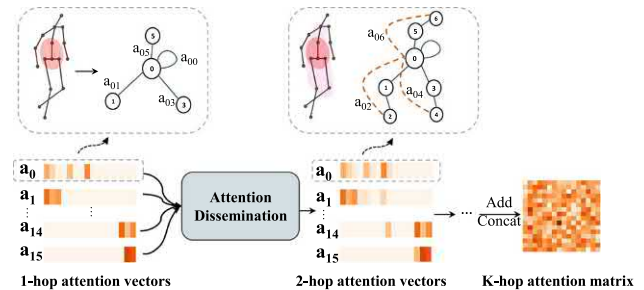 5
a₀₅
0
a₀₀
a₀₁
a₀₃
1
3
6
5
a₀₆
0
1
3
a₀₂
a₀₄
2
4
a₀
a₁
⋮
⋮
a₁₄
a₁₅
1-hop attention vectors
Attention
Dissemination
a₀
a₁
⋮
a₁₄
a₁₅
2-hop attention vectors
...
Add
Concat
K-hop attention matrix